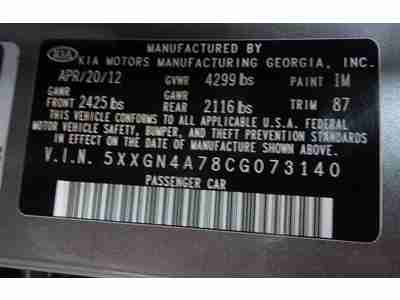 MANUFACTURED BY
KIA KIA MOTORS MANUFACTURING GEORGIA, INC.
APR/20/12 GVWR 4299 lbs PAINT IM
GAWR GAWR
FRONT 2425 lbs REAR 2116 lbs TRIM 87
THIS VEHICLE CONFORMS TO ALL APPLICABLE U.S.A. FEDERAL
MOTOR VEHICLE SAFETY, BUMPER, AND THEFT PREVENTION STANDARDS
IN EFFECT ON THE DATE OF MANUFACTURE SHOWN ABOVE.
V.I.N. 5XXGN4A78CG073140
PASSENGER CAR